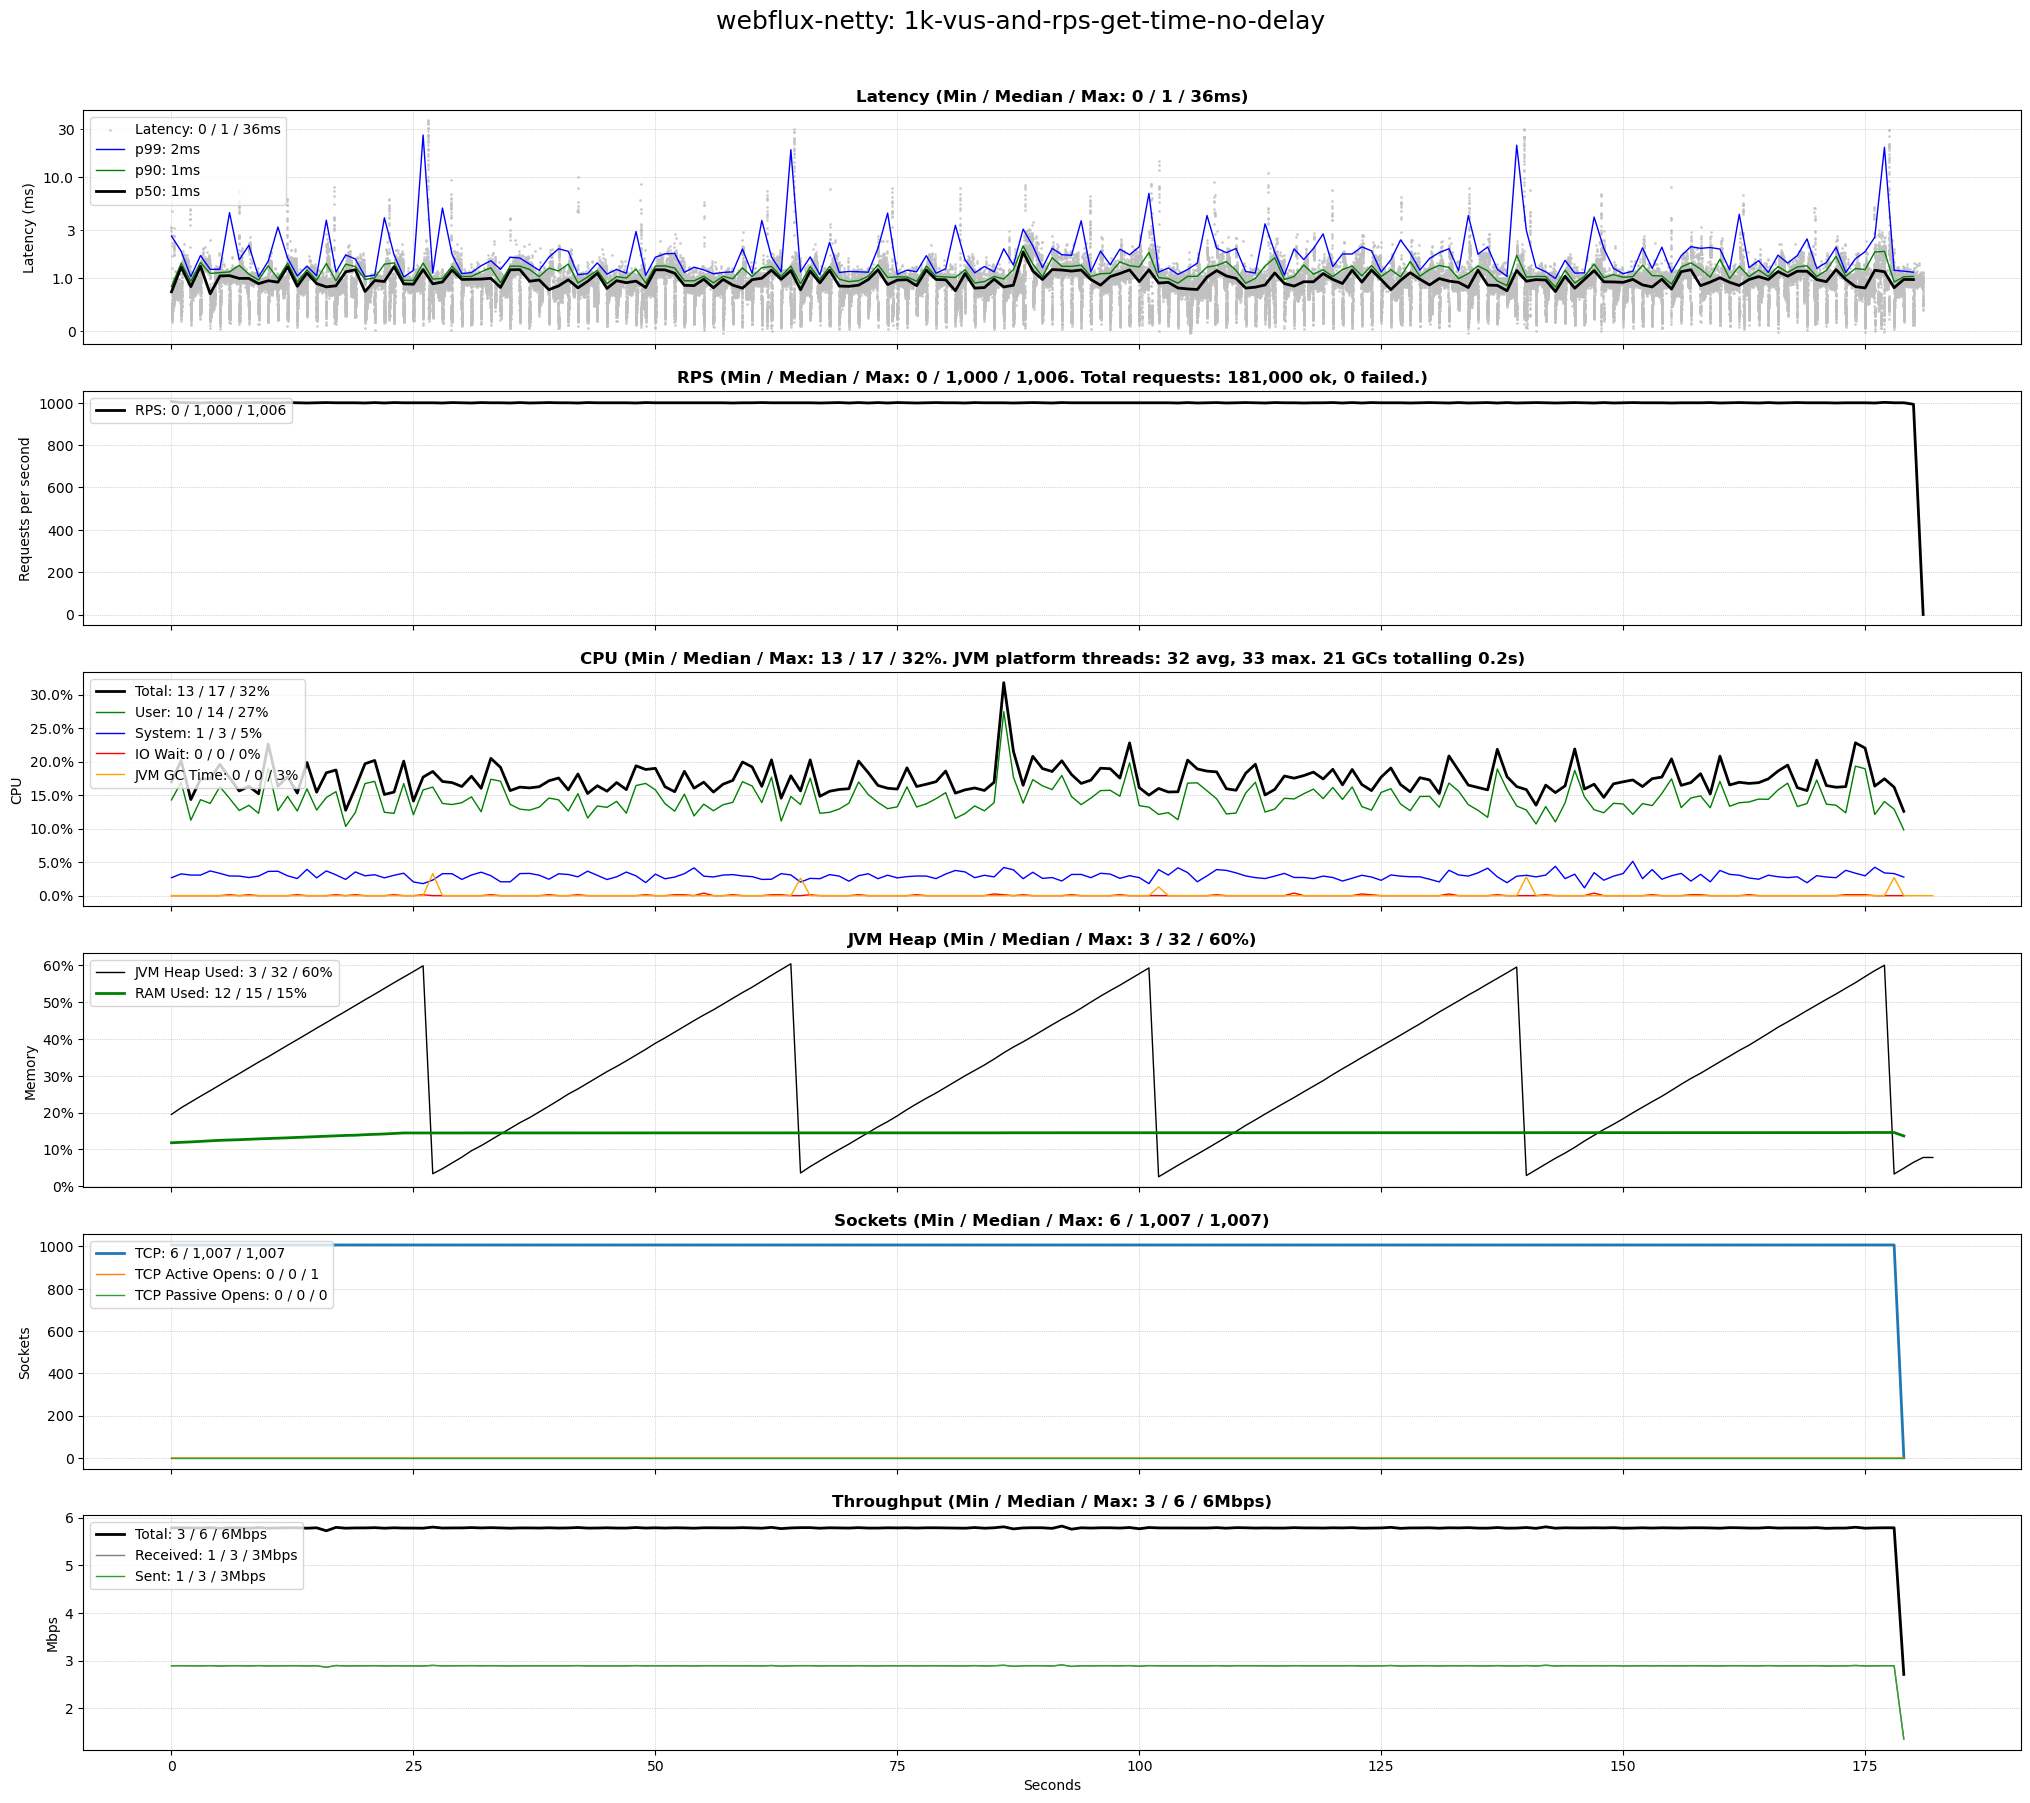 webflux-netty: 1k-vus-and-rps-get-time-no-delay
Latency (Min / Median / Max: 0 / 1 / 36ms)
Latency (ms)
30
10.0
3
1.0
0
Latency: 0 / 1 / 36ms
p99: 2ms
p90: 1ms
p50: 1ms
RPS (Min / Median / Max: 0 / 1,000 / 1,006. Total requests: 181,000 ok, 0 failed.)
Requests per second
1000
800
600
400
200
0
RPS: 0 / 1,000 / 1,006
CPU (Min / Median / Max: 13 / 17 / 32%. JVM platform threads: 32 avg, 33 max. 21 GCs totalling 0.2s)
CPU
30.0%
25.0%
20.0%
15.0%
10.0%
5.0%
0.0%
Total: 13 / 17 / 32%
User: 10 / 14 / 27%
System: 1 / 3 / 5%
IO Wait: 0 / 0 / 0%
JVM GC Time: 0 / 0 / 3%
JVM Heap (Min / Median / Max: 3 / 32 / 60%)
Memory
60%
50%
40%
30%
20%
10%
0%
JVM Heap Used: 3 / 32 / 60%
RAM Used: 12 / 15 / 15%
Sockets (Min / Median / Max: 6 / 1,007 / 1,007)
Sockets
1000
800
600
400
200
0
TCP: 6 / 1,007 / 1,007
TCP Active Opens: 0 / 0 / 1
TCP Passive Opens: 0 / 0 / 0
Throughput (Min / Median / Max: 3 / 6 / 6Mbps)
Mbps
6
5
4
3
2
Total: 3 / 6 / 6Mbps
Received: 1 / 3 / 3Mbps
Sent: 1 / 3 / 3Mbps
0 25 50 75 100 125 150 175
Seconds